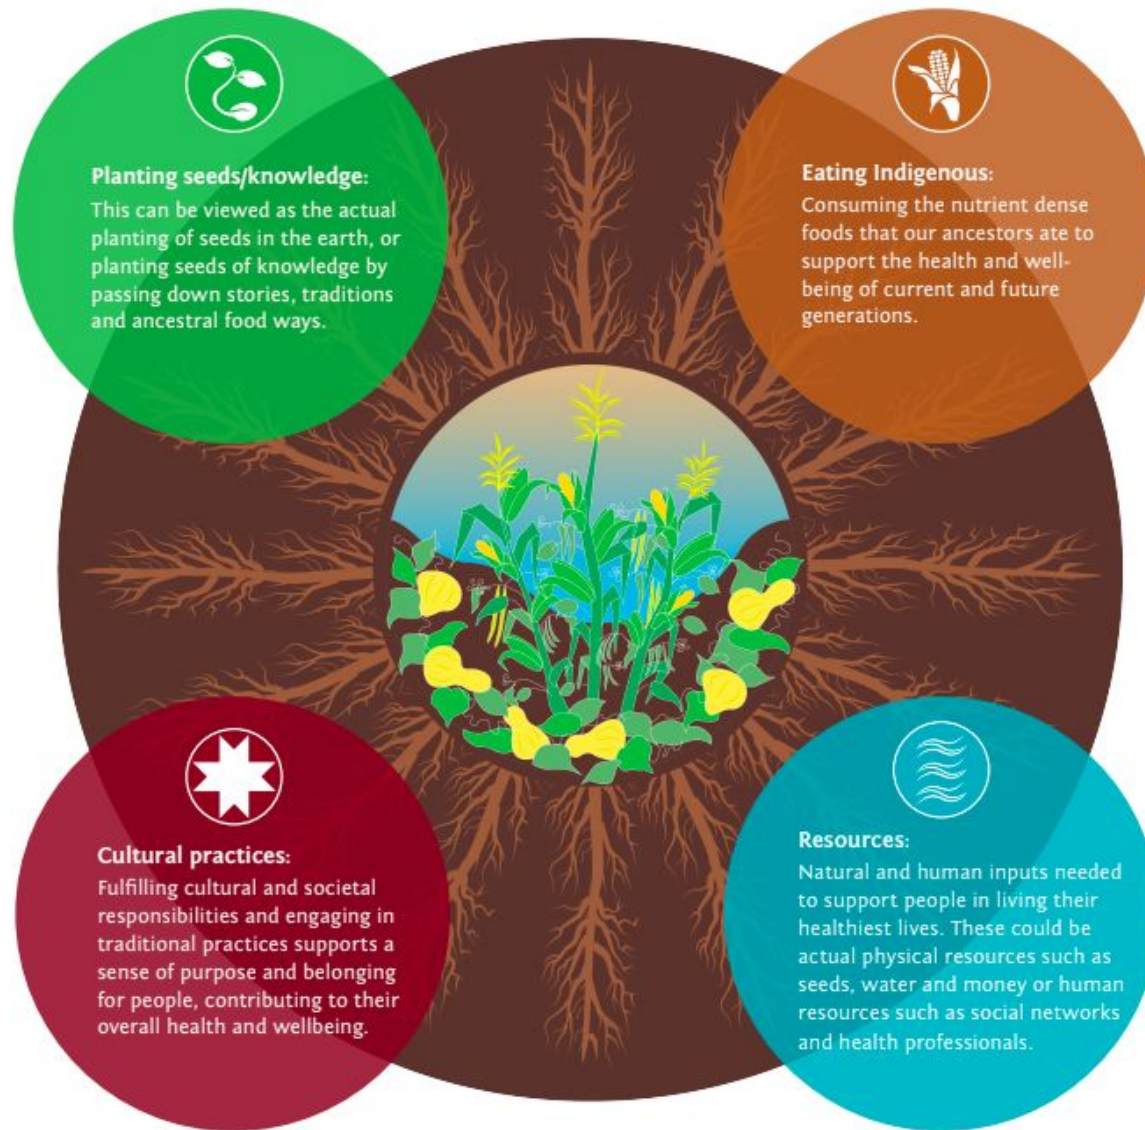 Planting seeds/knowledge:
This can be viewed as the actual
planting of seeds in the earth, or
planting seeds of knowledge by
passing down stories, traditions
and ancestral food ways.
Eating Indigenous:
Consuming the nutrient dense
foods that our ancestors ate to
support the health and well-
being of current and future
generations.
Cultural practices:
Fulfilling cultural and societal
responsibilities and engaging in
traditional practices supports a
sense of purpose and belonging
for people, contributing to their
overall health and wellbeing.
Resources:
Natural and human inputs needed
to support people in living their
healthiest lives. These could be
actual physical resources such as
seeds, water and money or human
resources such as social networks
and health professionals.